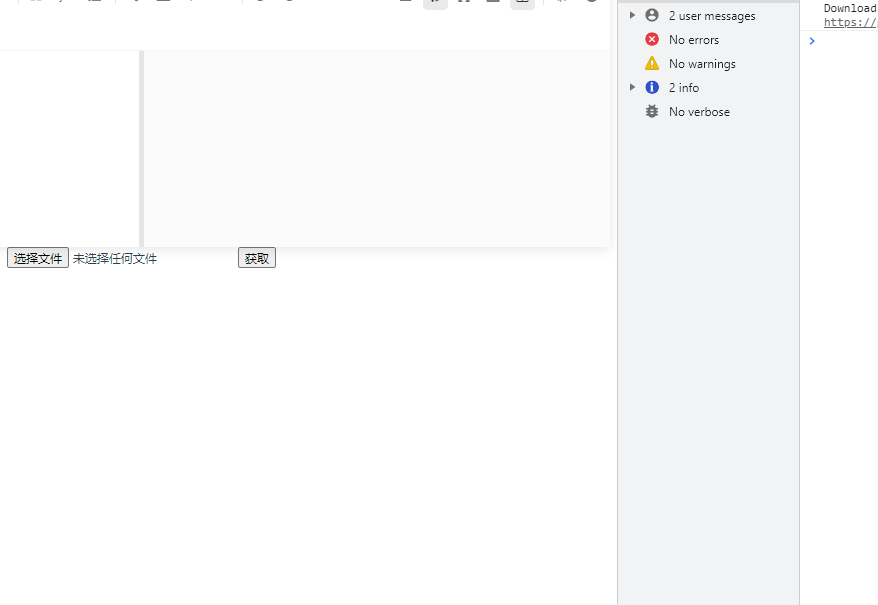 选择文件 未选择任何文件 获取
2 user messages
No errors
No warnings
2 info
No verbose
Download
https://